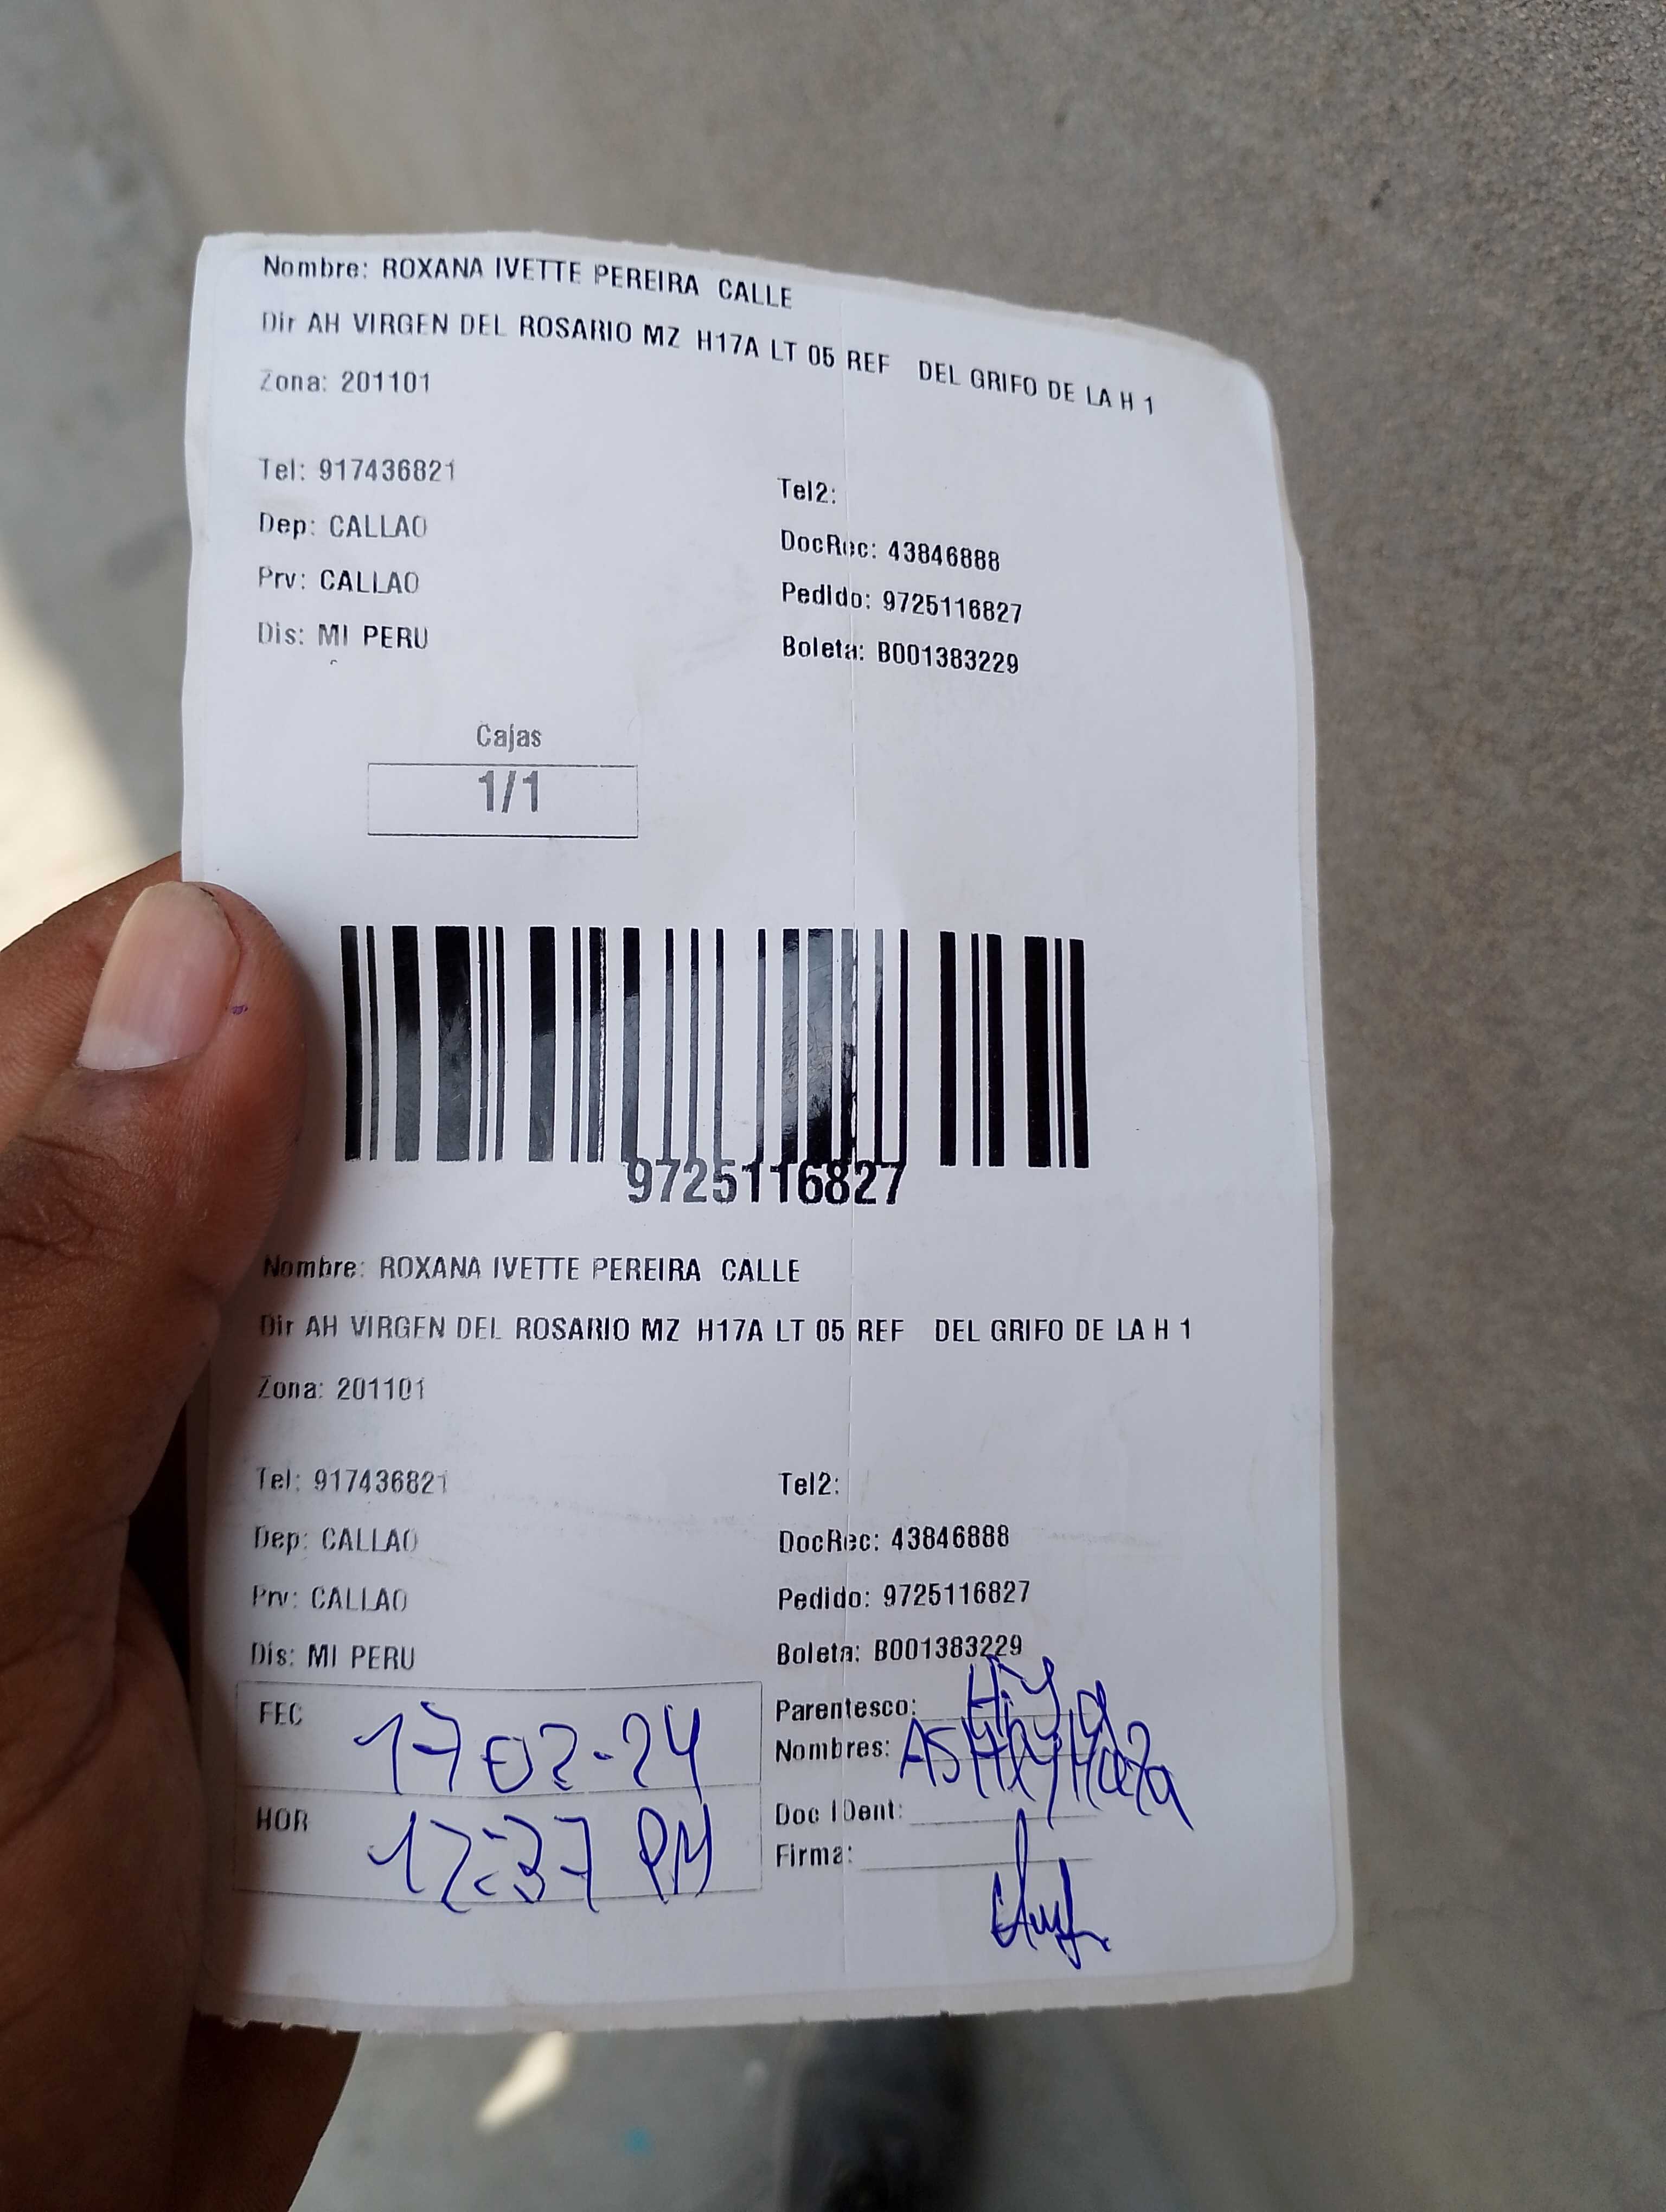 Nombre: ROXANA IVETTE PEREIRA CALLE
Dir AH VIRGEN DEL ROSARIO MZ H17A LT 05 REF DEL GRIFO DE LA H 1
Zona: 201101
Tel: 917436821 Tel2:
Dep: CALLAO DocRec: 43846888
Prv: CALLAO Pedido: 9725116827
Dis: MI PERU Boleta: B001383229
Cajas
1/1
9725116827
Nombre: ROXANA IVETTE PEREIRA CALLE
Dir AH VIRGEN DEL ROSARIO MZ H17A LT 05 REF DEL GRIFO DE LA H 1
Zona: 201101
Tel: 917436821 Tel2:
Dep: CALLAO DocRec: 43846888
Prv: CALLAO Pedido: 9725116827
Dis: MI PERU Boleta: B001383229
FEC 17 02-24 Parentesco: Hija
Nombres:
HOR 12:37 PM Doc IDent:
Firma: